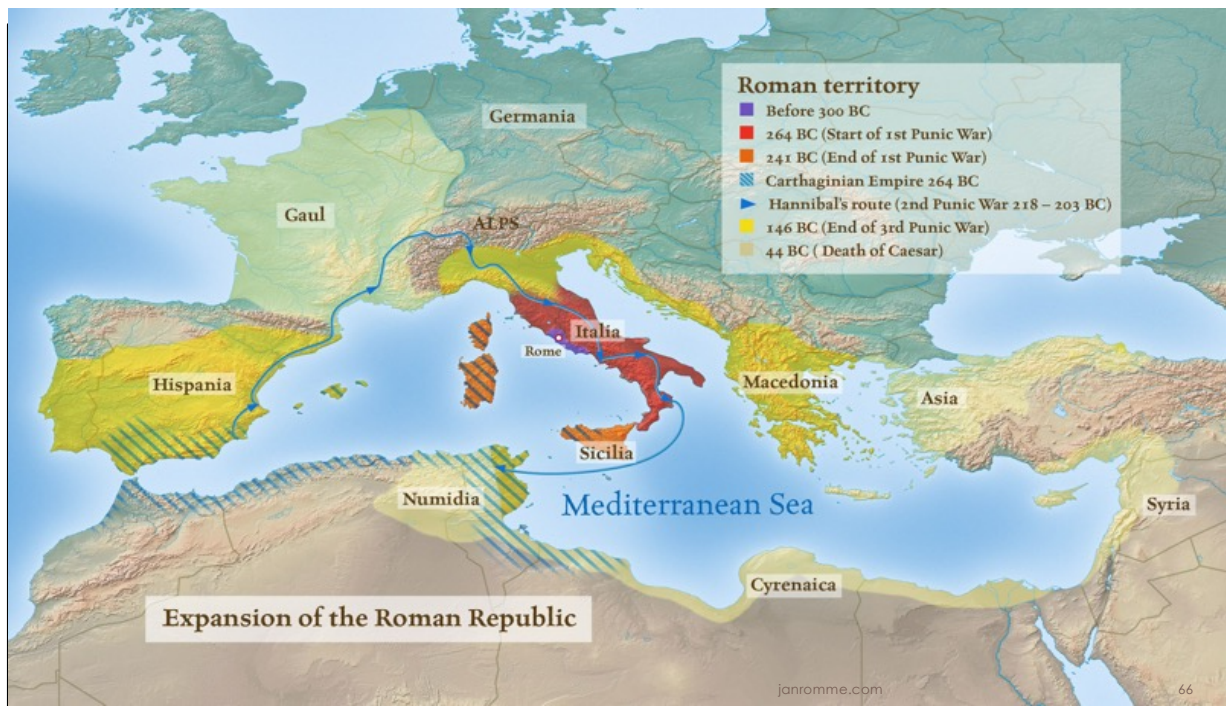 Roman territory
Before 300 BC
264 BC (Start of 1st Punic War)
241 BC (End of 1st Punic War)
Carthaginian Empire 264 BC
Hannibal's route (2nd Punic War 218 – 203 BC)
146 BC (End of 3rd Punic War)
44 BC ( Death of Caesar)
Germania
Gaul
ALPS
Italia
Rome
Hispania
Macedonia
Asia
Sicilia
Numidia
Mediterranean Sea
Syria
Cyrenaica
Expansion of the Roman Republic
janromme.com
66